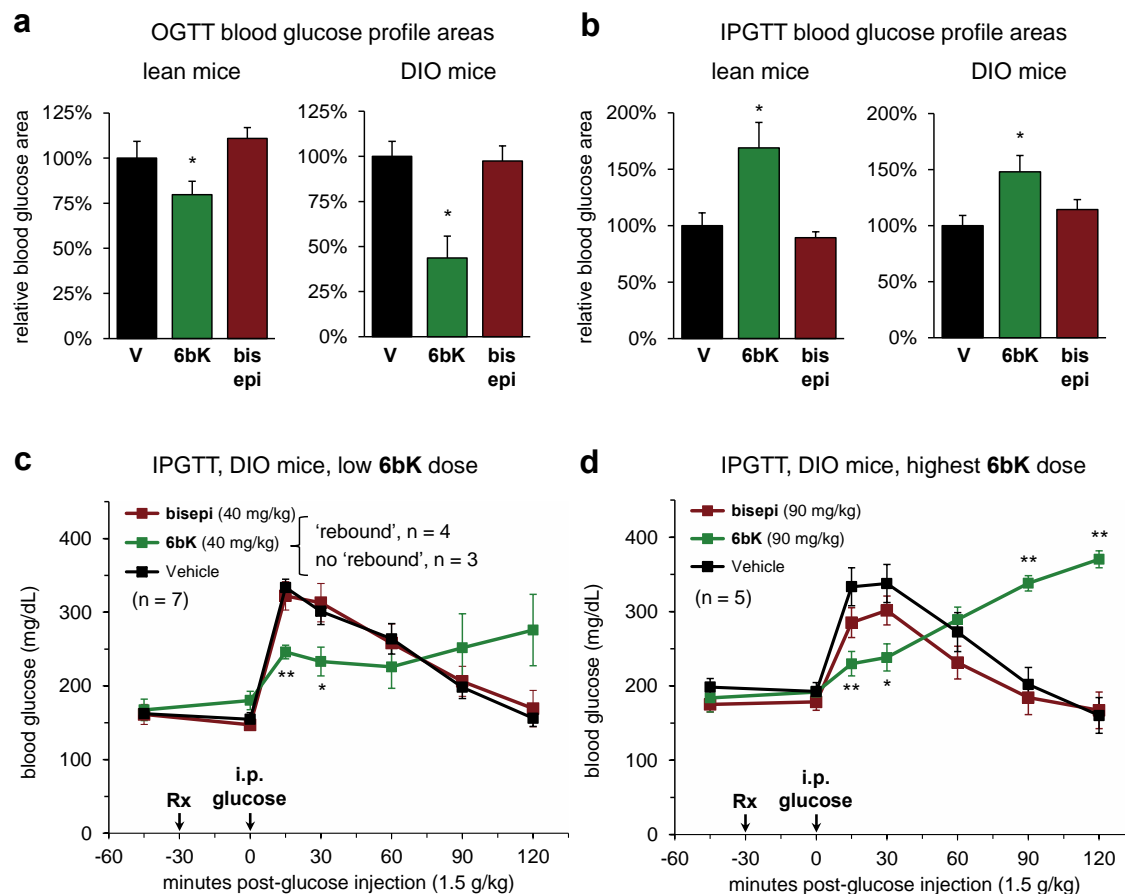 a
OGTT blood glucose profile areas
lean mice
DIO mice
relative blood glucose area
125%
100%
75%
50%
25%
0%
*
V
6bK
bis
epi
125%
100%
75%
50%
25%
0%
*
V
6bK
bis
epi
b
IPGTT blood glucose profile areas
lean mice
DIO mice
relative blood glucose area
200%
150%
100%
50%
0%
*
V
6bK
bis
epi
200%
150%
100%
50%
0%
*
V
6bK
bis
epi
c
IPGTT, DIO mice, low 6bK dose
bisepi (40 mg/kg)
6bK (40 mg/kg)
Vehicle
(n = 7)
'rebound', n = 4
no 'rebound', n = 3
blood glucose (mg/dL)
400
300
200
100
0
**
*
Rx
i.p.
glucose
-60 -30 0 30 60 90 120
minutes post-glucose injection (1.5 g/kg)
d
IPGTT, DIO mice, highest 6bK dose
bisepi (90 mg/kg)
6bK (90 mg/kg)
Vehicle
(n = 5)
blood glucose (mg/dL)
400
300
200
100
0
**
*
**
**
Rx
i.p.
glucose
-60 -30 0 30 60 90 120
minutes post-glucose injection (1.5 g/kg)